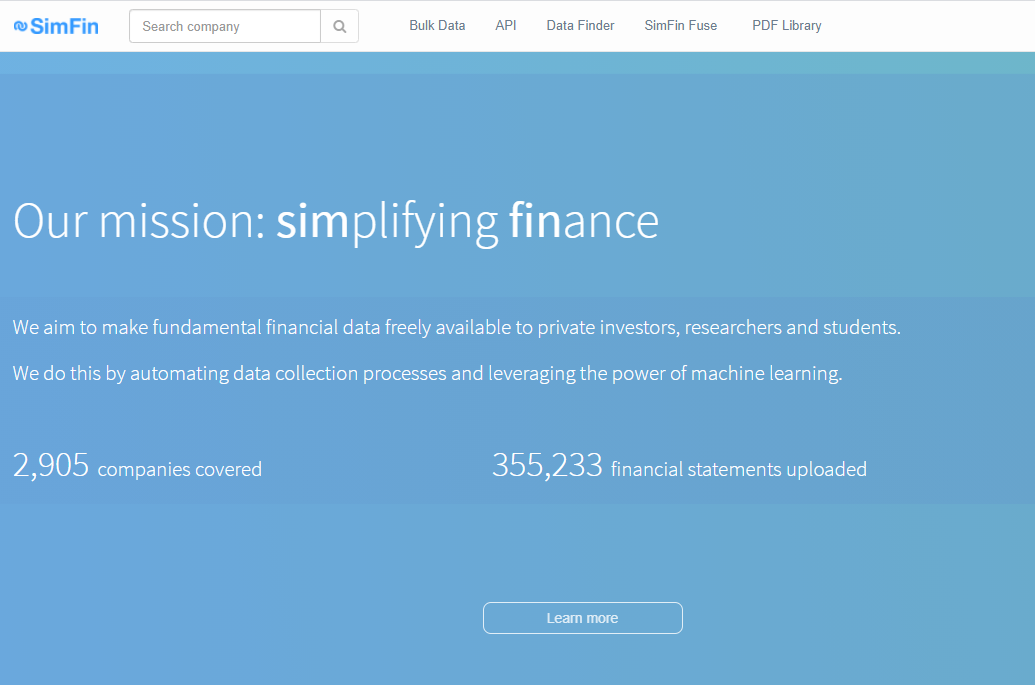 SimFin Search company Bulk Data API Data Finder SimFin Fuse PDF Library
Our mission: simplifying finance
We aim to make fundamental financial data freely available to private investors, researchers and students.
We do this by automating data collection processes and leveraging the power of machine learning.
2,905 companies covered 355,233 financial statements uploaded
Learn more